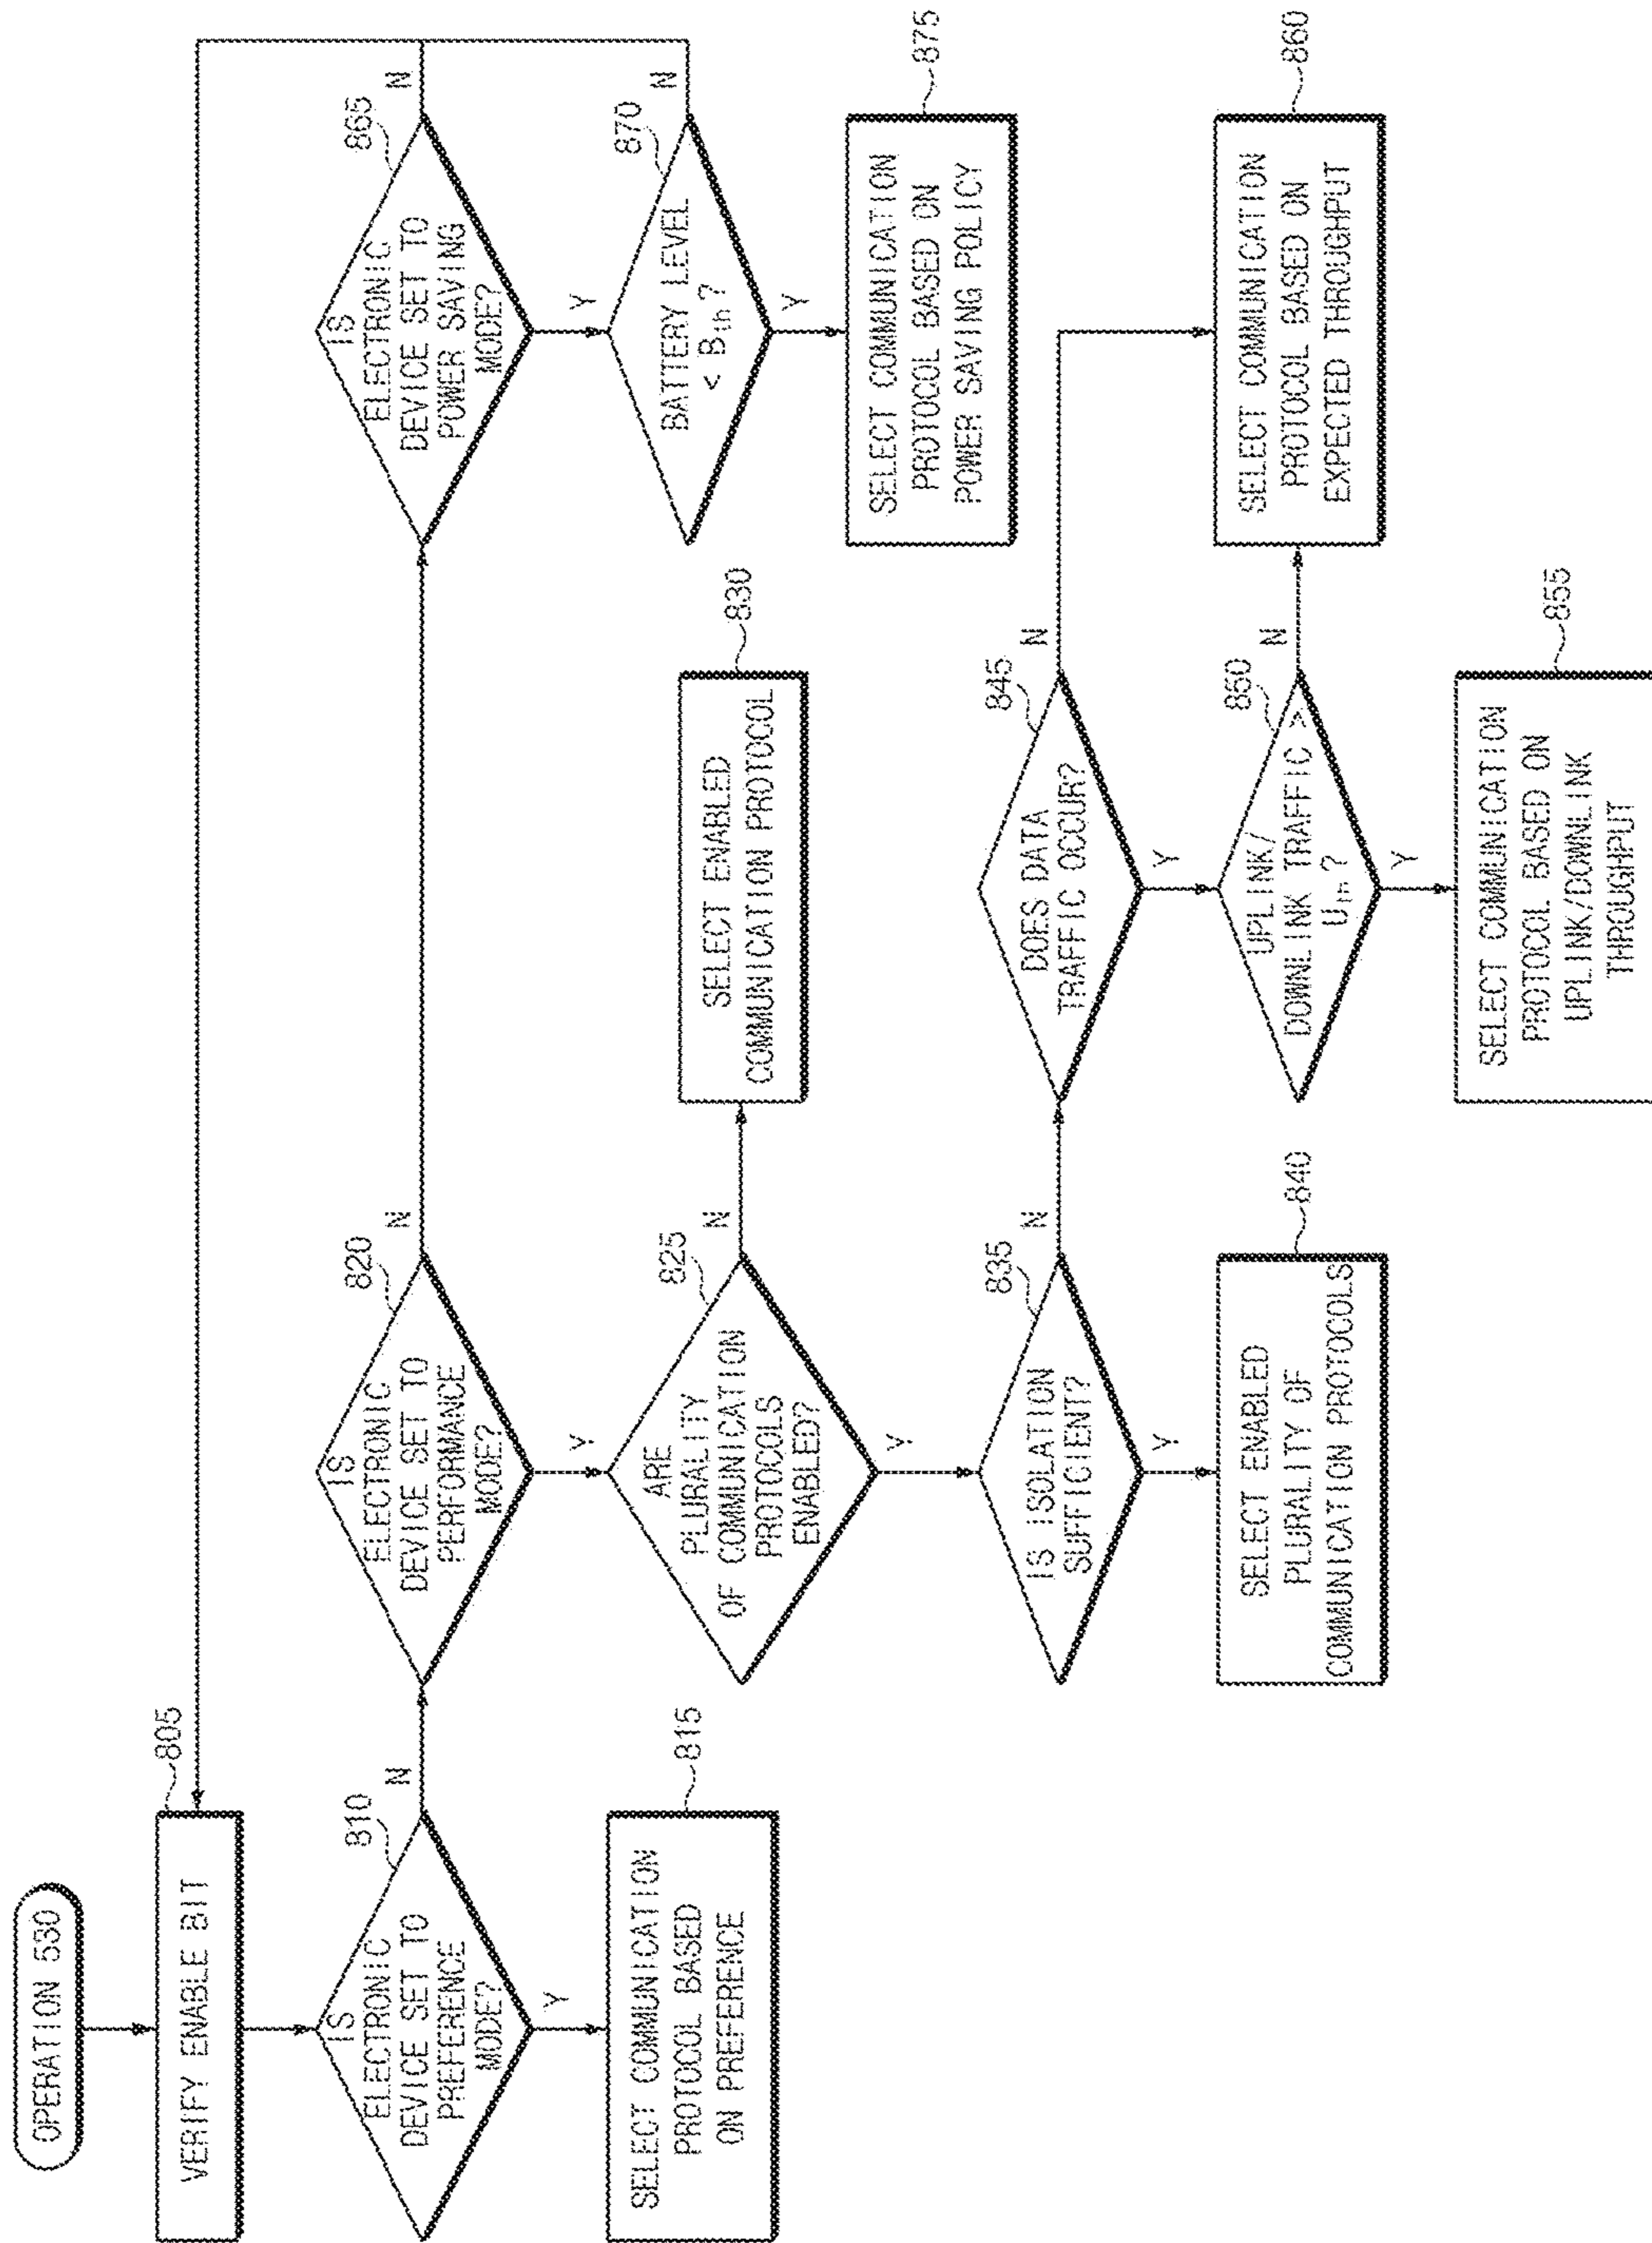 OPERATION 530
805
VERIFY ENABLE BIT
810
IS
ELECTRONIC
DEVICE SET TO
PREFERENCE
MODE?
N
Y
815
SELECT COMMUNICATION
PROTOCOL BASED
ON PREFERENCE
820
IS
ELECTRONIC
DEVICE SET TO
PERFORMANCE
MODE?
N
Y
825
ARE
PLURALITY
OF COMMUNICATION
PROTOCOLS
ENABLED?
N
Y
830
SELECT ENABLED
COMMUNICATION PROTOCOL
835
IS ISOLATION
SUFFICIENT?
N
Y
840
SELECT ENABLED
PLURALITY OF
COMMUNICATION PROTOCOLS
845
DOES DATA
TRAFFIC OCCUR?
N
Y
850
UPLINK/
DOWNLINK TRAFFIC >
Uth?
N
Y
855
SELECT COMMUNICATION
PROTOCOL BASED ON
UPLINK/DOWNLINK
THROUGHPUT
860
SELECT COMMUNICATION
PROTOCOL BASED ON
EXPECTED THROUGHPUT
865
IS
ELECTRONIC
DEVICE SET TO
POWER SAVING
MODE?
N
Y
870
BATTERY LEVEL
< Bth?
N
Y
875
SELECT COMMUNICATION
PROTOCOL BASED ON
POWER SAVING POLICY